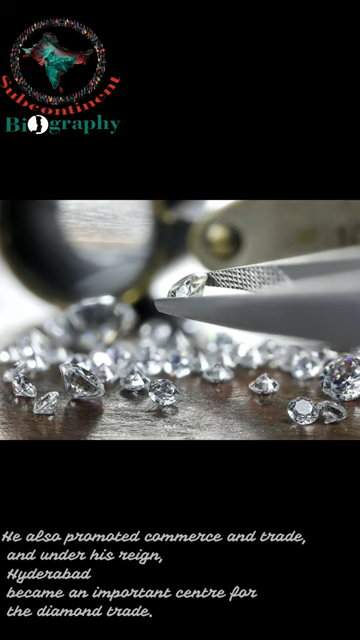 Subcontinent
Biography
He also promoted commerce and trade,
and under his reign,
Hyderabad
became an important centre for
the diamond trade.